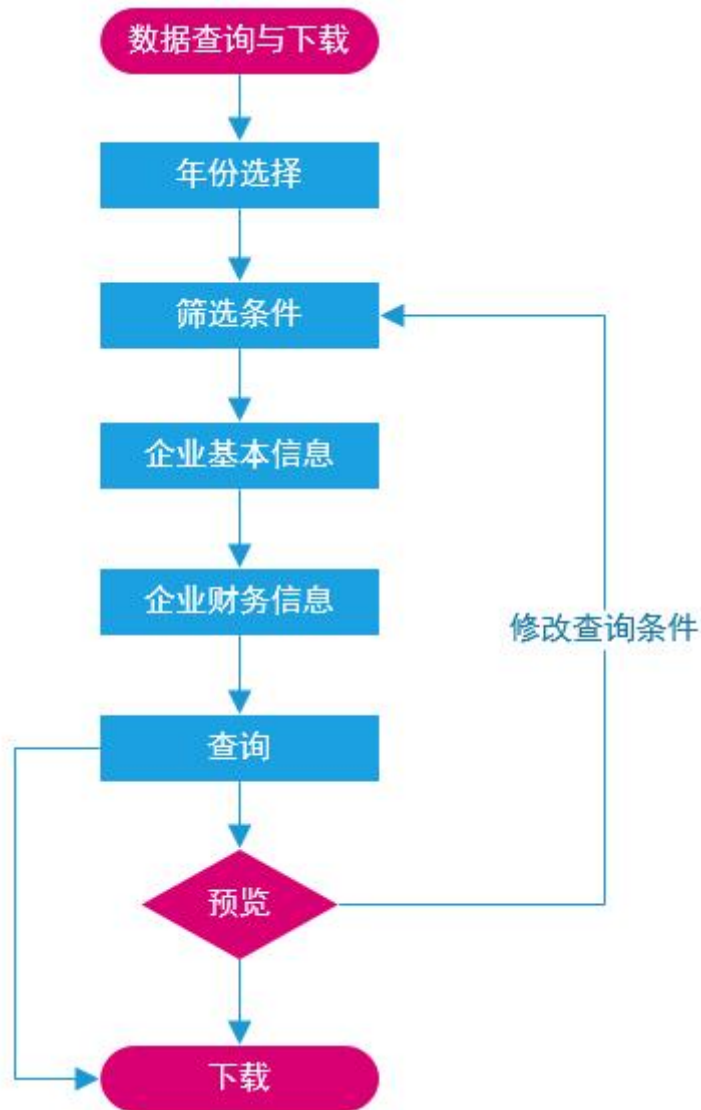 数据查询与下载
年份选择
筛选条件
企业基本信息
企业财务信息
修改查询条件
查询
预览
下载